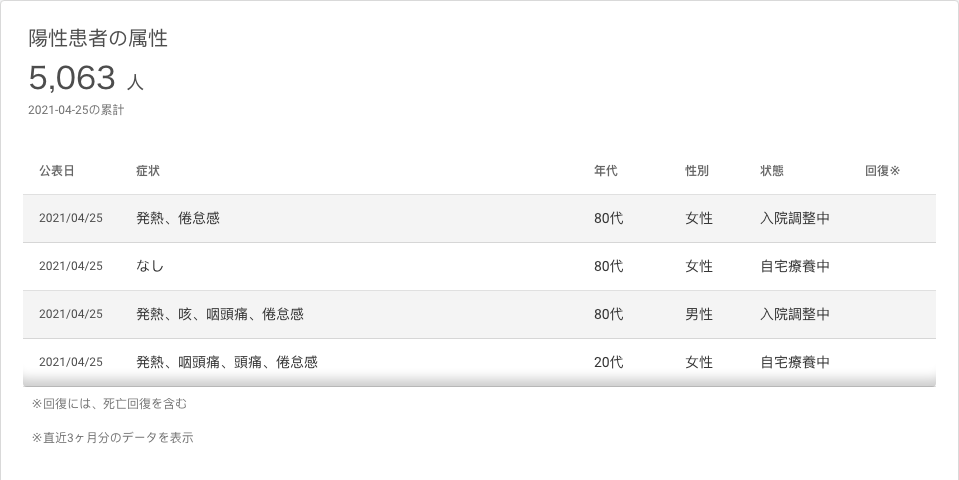 陽性患者の属性
5,063 人
2021-04-25の累計
公表日 症状 年代 性別 状態 回復※
2021/04/25 発熱、倦怠感 80代 女性 入院調整中
2021/04/25 なし 80代 女性 自宅療養中
2021/04/25 発熱、咳、咽頭痛、倦怠感 80代 男性 入院調整中
2021/04/25 発熱、咽頭痛、頭痛、倦怠感 20代 女性 自宅療養中
※回復には、死亡回復を含む
※直近3ヶ月分のデータを表示